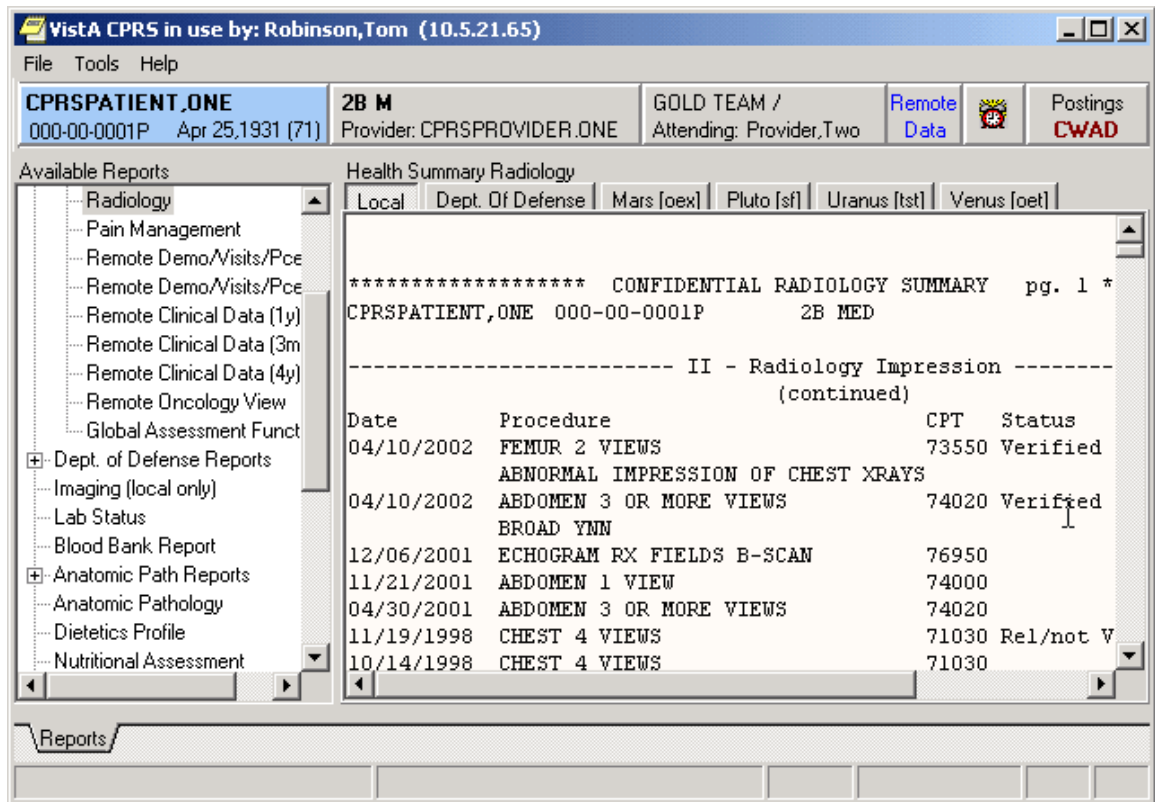 VistA CPRS in use by: Robinson,Tom (10.5.21.65)
File Tools Help
CPRSPATIENT,ONE
000-00-0001P Apr 25,1931 (71)
2B M
Provider: CPRSPROVIDER.ONE
GOLD TEAM /
Attending: Provider,Two
Remote
Data
Postings
CWAD
Available Reports
Radiology
Pain Management
Remote Demo/Visits/Pce
Remote Demo/Visits/Pce
Remote Clinical Data (1y)
Remote Clinical Data (3m
Remote Clinical Data (4y)
Remote Oncology View
Global Assessment Funct
Dept. of Defense Reports
Imaging (local only)
Lab Status
Blood Bank Report
Anatomic Path Reports
Anatomic Pathology
Dietetics Profile
Nutritional Assessment
Health Summary Radiology
Local Dept. Of Defense Mars [oex] Pluto [sf] Uranus [tst] Venus [oet]
******************* CONFIDENTIAL RADIOLOGY SUMMARY pg. 1 *
CPRSPATIENT,ONE 000-00-0001P 2B MED
-------------------------- II - Radiology Impression --------
(continued)
Date Procedure CPT Status
04/10/2002 FEMUR 2 VIEWS 73550 Verified
ABNORMAL IMPRESSION OF CHEST XRAYS
04/10/2002 ABDOMEN 3 OR MORE VIEWS 74020 Verified
BROAD YNN
12/06/2001 ECHOGRAM RX FIELDS B-SCAN 76950
11/21/2001 ABDOMEN 1 VIEW 74000
04/30/2001 ABDOMEN 3 OR MORE VIEWS 74020
11/19/1998 CHEST 4 VIEWS 71030 Rel/not V
10/14/1998 CHEST 4 VIEWS 71030
Reports